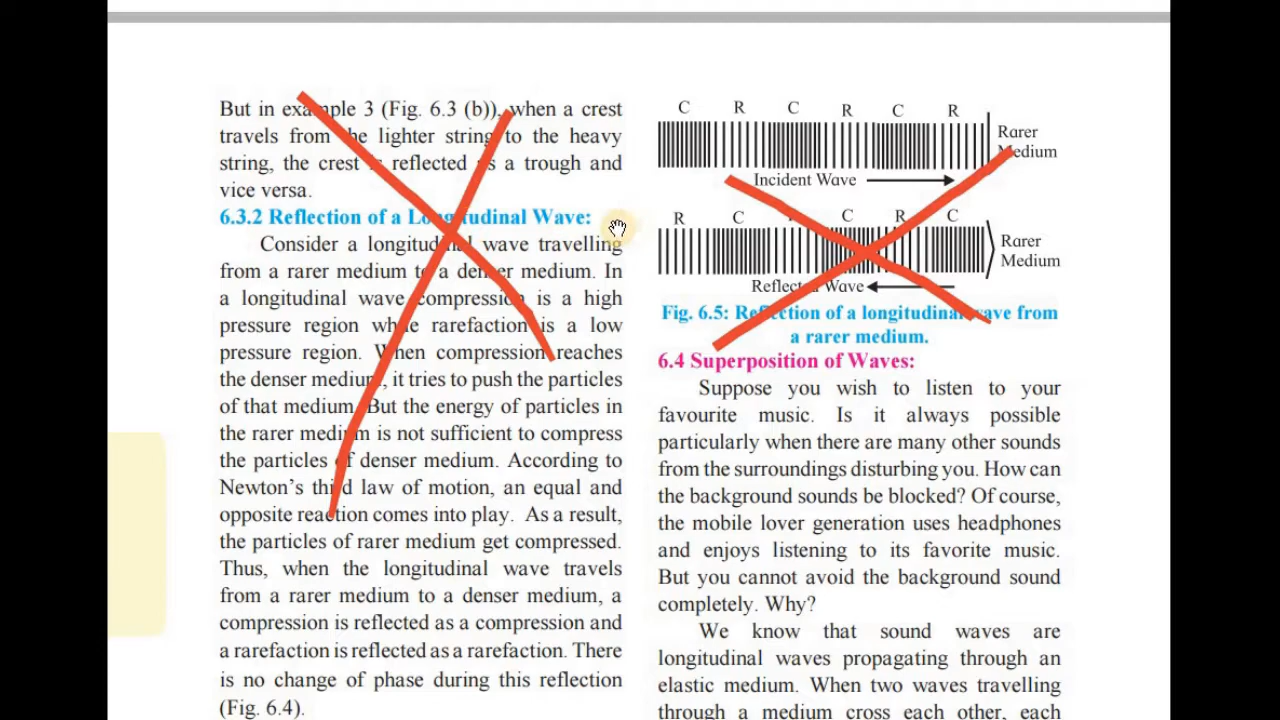 But in example 3 (Fig. 6.3 (b)), when a crest
travels from the lighter string to the heavy
string, the crest is reflected as a trough and
vice versa.
6.3.2 Reflection of a Longitudinal Wave:
Consider a longitudinal wave travelling
from a rarer medium to a denser medium. In
a longitudinal wave compression is a high
pressure region while rarefaction is a low
pressure region. When compression reaches
the denser medium, it tries to push the particles
of that medium. But the energy of particles in
the rarer medium is not sufficient to compress
the particles of denser medium. According to
Newton's third law of motion, an equal and
opposite reaction comes into play. As a result,
the particles of rarer medium get compressed.
Thus, when the longitudinal wave travels
from a rarer medium to a denser medium, a
compression is reflected as a compression and
a rarefaction is reflected as a rarefaction. There
is no change of phase during this reflection
(Fig. 6.4).
C R C R C R
Rarer
Medium
Incident Wave
R C C R C
Rarer
Medium
Reflected Wave
Fig. 6.5: Reflection of a longitudinal wave from
a rarer medium.
6.4 Superposition of Waves:
Suppose you wish to listen to your
favourite music. Is it always possible
particularly when there are many other sounds
from the surroundings disturbing you. How can
the background sounds be blocked? Of course,
the mobile lover generation uses headphones
and enjoys listening to its favorite music.
But you cannot avoid the background sound
completely. Why?
We know that sound waves are
longitudinal waves propagating through an
elastic medium. When two waves travelling
through a medium cross each other, each